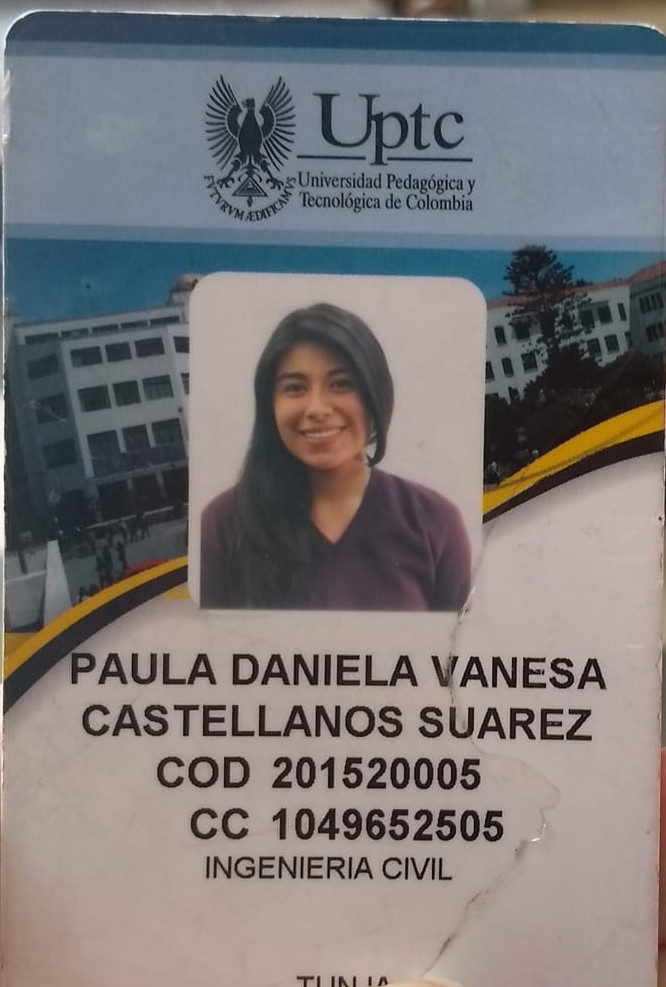 Uptc
Universidad Pedagógica y
Tecnológica de Colombia
FVTVRVM ÆDIFICAMVS
PAULA DANIELA VANESA
CASTELLANOS SUAREZ
COD 201520005
CC 1049652505
INGENIERIA CIVIL
TUNJA